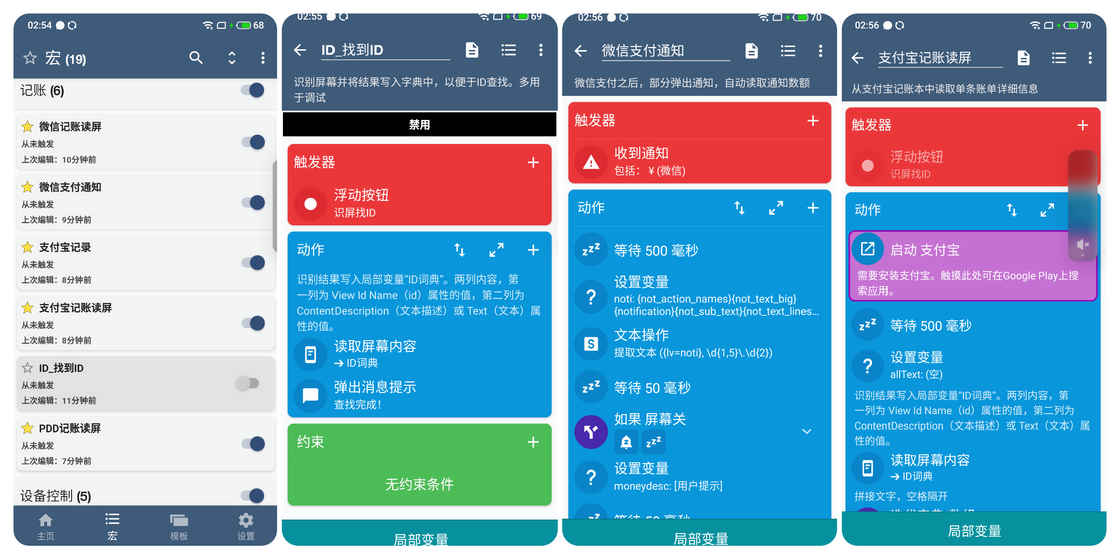 02:54
68
宏 (19)
记账 (6)
微信记账读屏
从未触发
上次编辑：10分钟前
微信支付通知
从未触发
上次编辑：9分钟前
支付宝记录
从未触发
上次编辑：8分钟前
支付宝记账读屏
从未触发
上次编辑：8分钟前
ID_找到ID
从未触发
上次编辑：11分钟前
PDD记账读屏
从未触发
上次编辑：7分钟前
设备控制 (5)
主页
宏
模板
设置
02:55
69
ID_找到ID
识别屏幕并将结果写入字典中，以便于ID查找。多用
于调试
禁用
触发器
浮动按钮
识屏找ID
动作
识别结果写入局部变量“ID词典”。两列内容，第
一列为 View Id Name（id）属性的值，第二列为
ContentDescription（文本描述）或 Text（文本）属
性的值。
读取屏幕内容
→ ID词典
弹出消息提示
查找完成！
约束
无约束条件
局部变量
02:56
70
微信支付通知
微信支付之后，部分弹出通知，自动读取通知数额
触发器
收到通知
包括： ¥ (微信)
动作
等待 500 毫秒
设置变量
noti: {not_action_names}{not_text_big}
{notification}{not_sub_text}{not_text_lines...
文本操作
提取文本 ({lv=noti}, \d{1,5}\.\d{2})
等待 50 毫秒
如果 屏幕关
设置变量
moneydesc: [用户提示]
局部变量
02:56
70
支付宝记账读屏
从支付宝记账本中读取单条账单详细信息
触发器
浮动按钮
识屏找ID
动作
启动 支付宝
需要安装支付宝。触摸此处可在Google Play上搜
索应用。
等待 500 毫秒
设置变量
allText: (空)
识别结果写入局部变量“ID词典”。两列内容，第
一列为 View Id Name（id）属性的值，第二列为
ContentDescription（文本描述）或 Text（文本）属
性的值。
读取屏幕内容
→ ID词典
拼接文字，空格隔开
局部变量